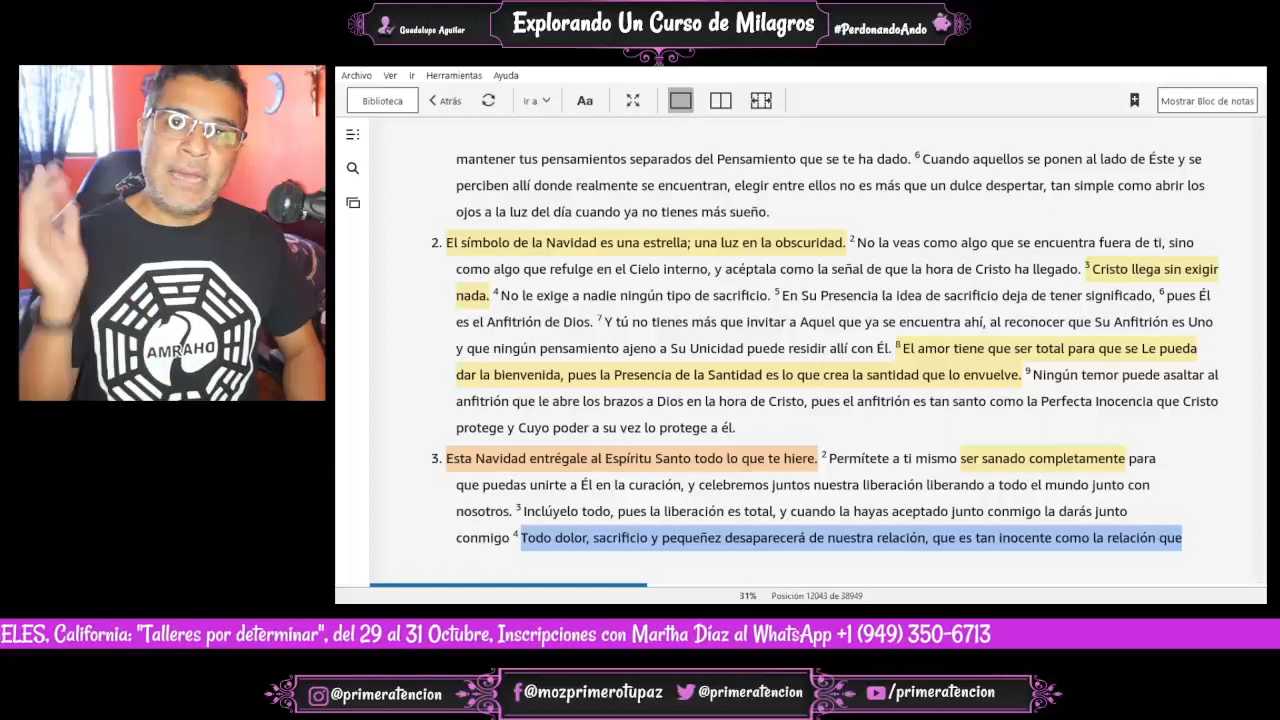 Guadalupe Aguilar
Explorando Un Curso de Milagros
#PerdonandoAndo
Archivo Ver Ir Herramientas Ayuda
Biblioteca Atrás Ir a Aa Mostrar Bloc de notas
mantener tus pensamientos separados del Pensamiento que se te ha dado. 6 Cuando aquellos se ponen al lado de Éste y se
perciben allí donde realmente se encuentran, elegir entre ellos no es más que un dulce despertar, tan simple como abrir los
ojos a la luz del día cuando ya no tienes más sueño.
2. El símbolo de la Navidad es una estrella; una luz en la obscuridad. 2 No la veas como algo que se encuentra fuera de ti, sino
como algo que refulge en el Cielo interno, y acéptala como la señal de que la hora de Cristo ha llegado. 3 Cristo llega sin exigir
nada. 4 No le exige a nadie ningún tipo de sacrificio. 5 En Su Presencia la idea de sacrificio deja de tener significado, 6 pues Él
es el Anfitrión de Dios. 7 Y tú no tienes más que invitar a Aquel que ya se encuentra ahí, al reconocer que Su Anfitrión es Uno
y que ningún pensamiento ajeno a Su Unicidad puede residir allí con Él. 8 El amor tiene que ser total para que se Le pueda
dar la bienvenida, pues la Presencia de la Santidad es lo que crea la santidad que lo envuelve. 9 Ningún temor puede asaltar al
anfitrión que le abre los brazos a Dios en la hora de Cristo, pues el anfitrión es tan santo como la Perfecta Inocencia que Cristo
protege y Cuyo poder a su vez lo protege a él.
3. Esta Navidad entrégale al Espíritu Santo todo lo que te hiere. 2 Permítete a ti mismo ser sanado completamente para
que puedas unirte a Él en la curación, y celebremos juntos nuestra liberación liberando a todo el mundo junto con
nosotros. 3 Inclúyelo todo, pues la liberación es total, y cuando la hayas aceptado junto conmigo la darás junto
conmigo 4 Todo dolor, sacrificio y pequeñez desaparecerá de nuestra relación, que es tan inocente como la relación que
31% Posición 12043 de 38949
AMRAHD
ELES, California: "Talleres por determinar", del 29 al 31 Octubre, Inscripciones con Martha Díaz al WhatsApp +1 (949) 350-6713
@primeratencion
@mozprimerotupaz
@primeratencion
/primeratencion